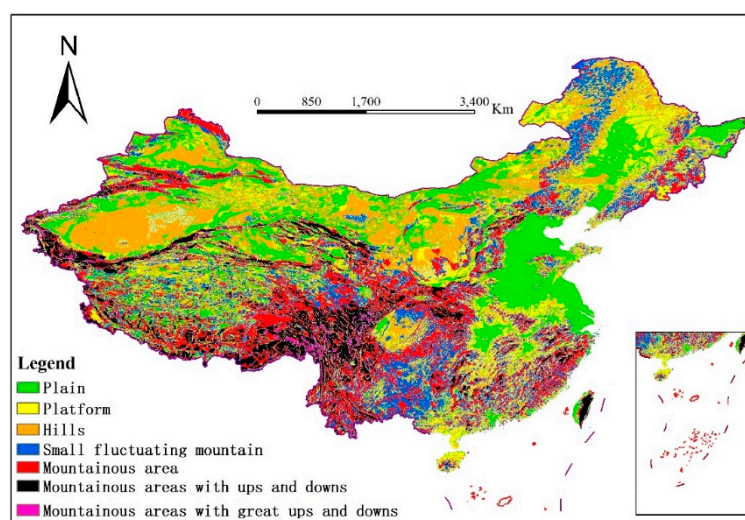 N
0 850 1,700 3,400
Km
Legend
Plain
Platform
Hills
Small fluctuating mountain
Mountainous area
Mountainous areas with ups and downs
Mountainous areas with great ups and downs